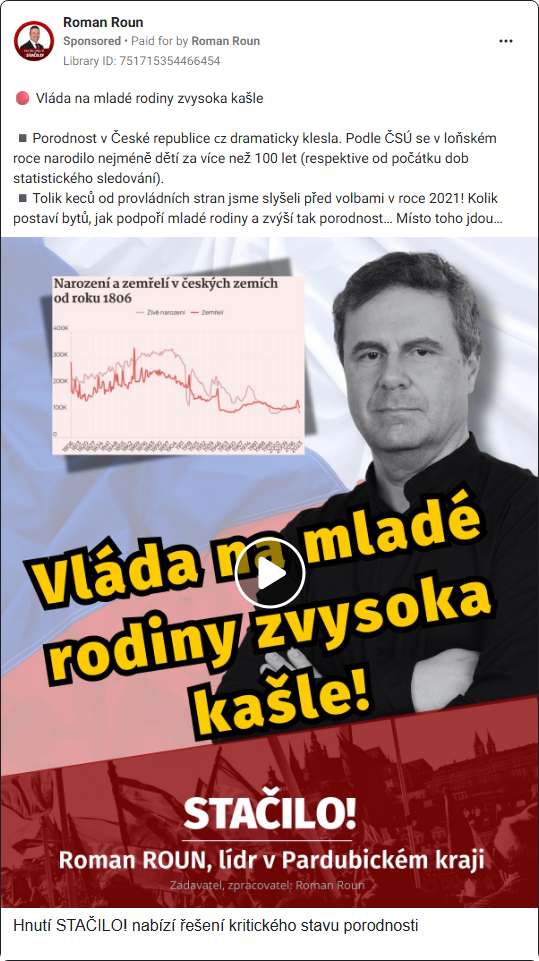 Roman Roun
Sponsored • Paid for by Roman Roun
Library ID: 751715354466454
Vláda na mladé rodiny zvysoka kašle
Porodnost v České republice cz dramaticky klesla. Podle ČSÚ se v loňském
roce narodilo nejméně dětí za více než 100 let (respektive od počátku dob
statistického sledování).
Tolik keců od provládních stran jsme slyšeli před volbami v roce 2021! Kolik
postaví bytů, jak podpoří mladé rodiny a zvýší tak porodnost... Místo toho jdou...
Narození a zemřelí v českých zemích
od roku 1806
Živě narození
Zemřelí
400K
300K
200K
100K
0
Vláda na mladé
rodiny zvysoka
kašle!
STAČILO!
Roman ROUN, lídr v Pardubickém kraji
Zadavatel, zpracovatel: Roman Roun
Hnutí STAČILO! nabízí řešení kritického stavu porodnosti